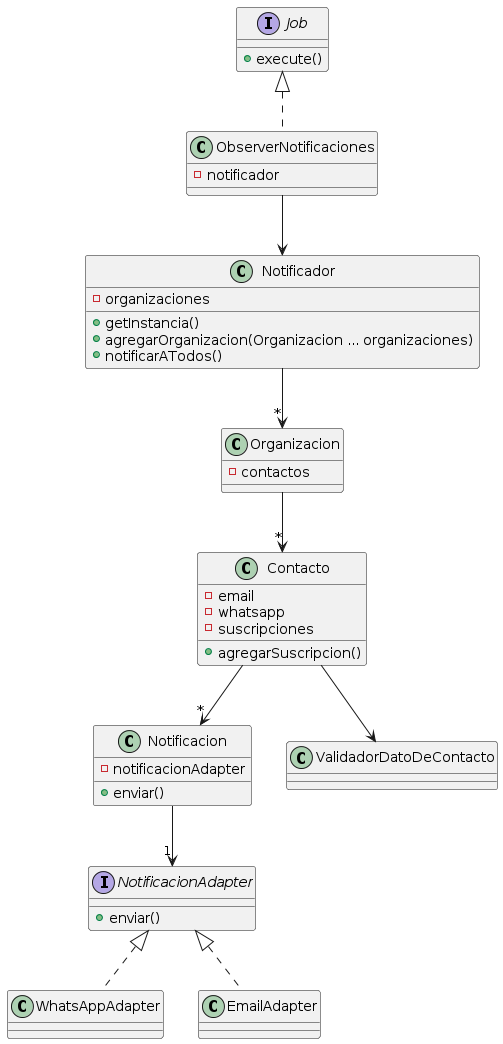 I Job
execute()
C ObserverNotificaciones
notificador
C Notificador
organizaciones
getInstancia()
agregarOrganizacion(Organizacion ... organizaciones)
notificarATodos()
*
C Organizacion
contactos
*
C Contacto
email
whatsapp
suscripciones
agregarSuscripcion()
*
C Notificacion
notificacionAdapter
enviar()
C ValidadorDatoDeContacto
1
I NotificacionAdapter
enviar()
C WhatsAppAdapter
C EmailAdapter